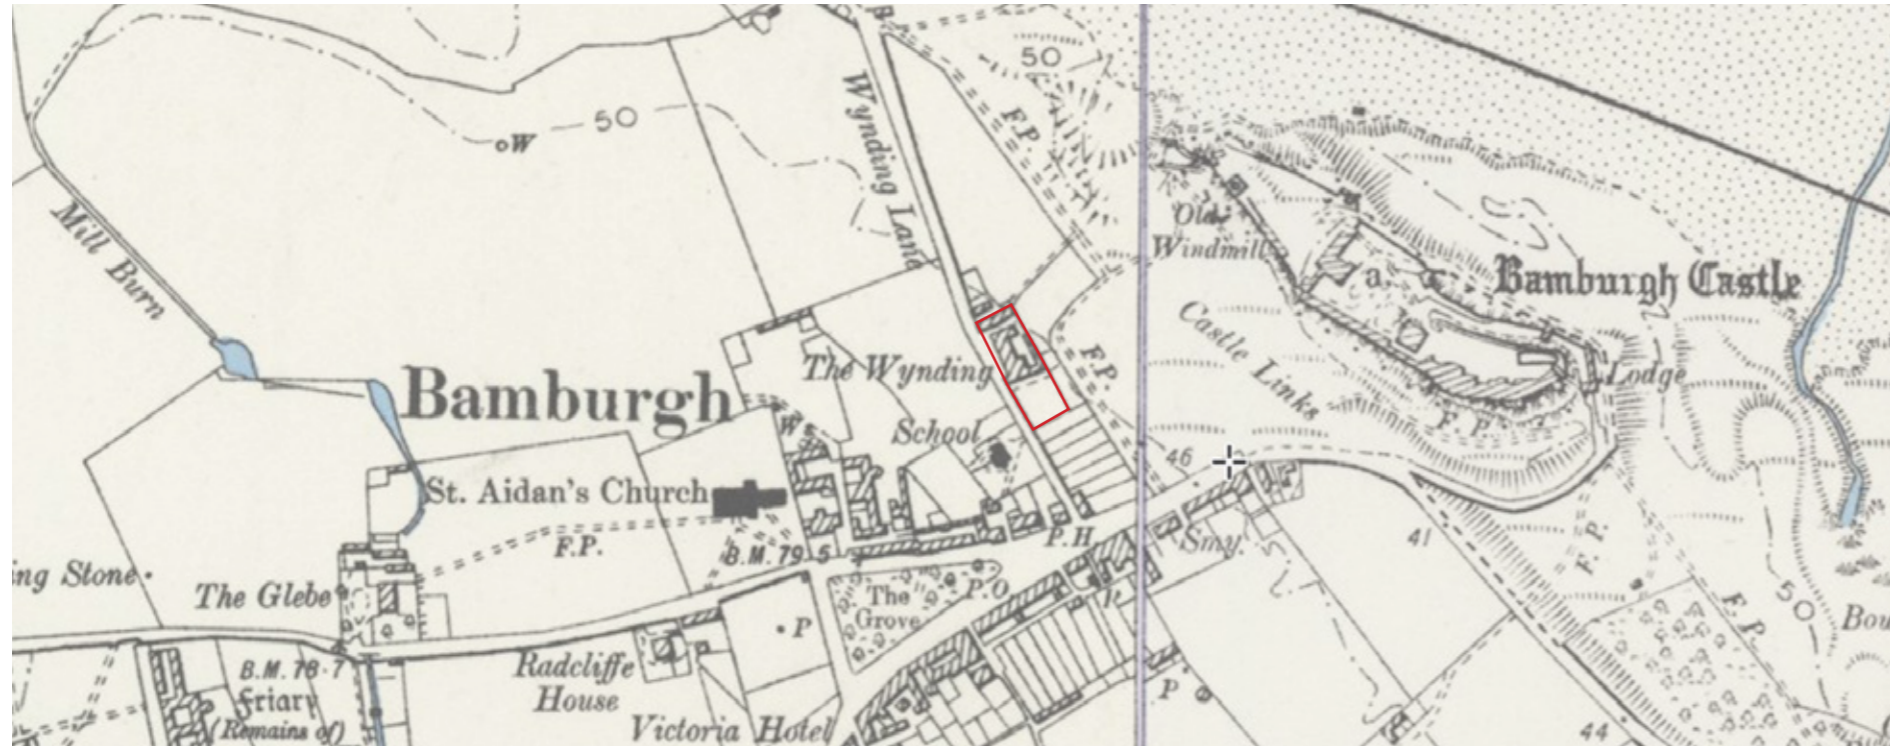 B
50
Wynding Lane
F.P.
50
W
Mill Burn
Old
Windmill
a.
Bamburgh Castle
Castle Links
Lodge
F.P.
F.P.
The Wynding
Bamburgh
School
W
St. Aidan's Church
46
F.P.
B.M. 79·5
P.H.
Smy.
41
F.P.
ing Stone
The Glebe
The
Grove
P.O.
P
50
F.P.
Bou
B.M. 78·7
Friary
(Remains of)
Radcliffe
House
Victoria Hotel
P
44